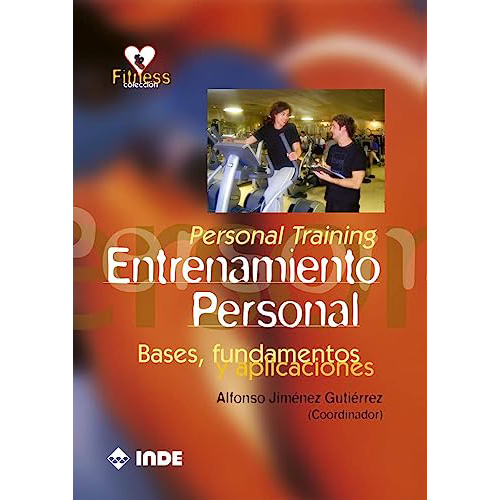 Fitness
colección
Personal Training
Entrenamiento
Personal
Bases, fundamentos
y aplicaciones
Alfonso Jiménez Gutiérrez
(Coordinador)
INDE